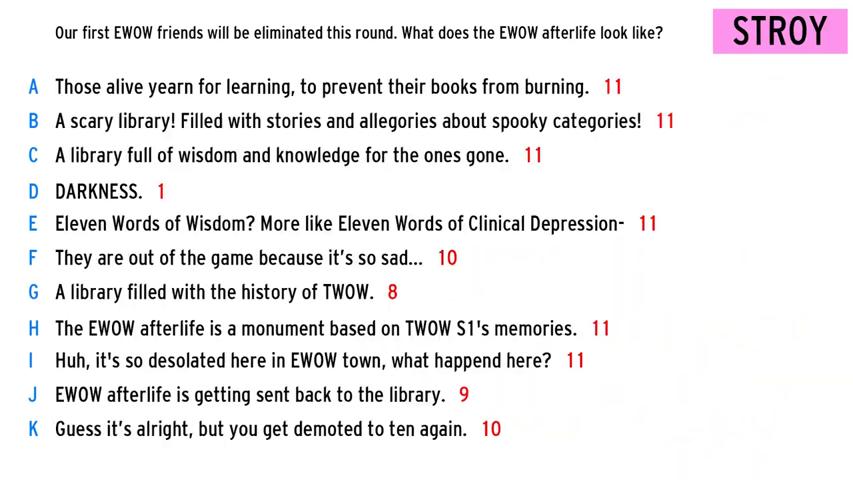 Our first EWOW friends will be eliminated this round. What does the EWOW afterlife look like?
STROY
A Those alive yearn for learning, to prevent their books from burning. 11
B A scary library! Filled with stories and allegories about spooky categories! 11
C A library full of wisdom and knowledge for the ones gone. 11
D DARKNESS. 1
E Eleven Words of Wisdom? More like Eleven Words of Clinical Depression- 11
F They are out of the game because it's so sad... 10
G A library filled with the history of TWOW. 8
H The EWOW afterlife is a monument based on TWOW S1's memories. 11
I Huh, it's so desolated here in EWOW town, what happend here? 11
J EWOW afterlife is getting sent back to the library. 9
K Guess it's alright, but you get demoted to ten again. 10